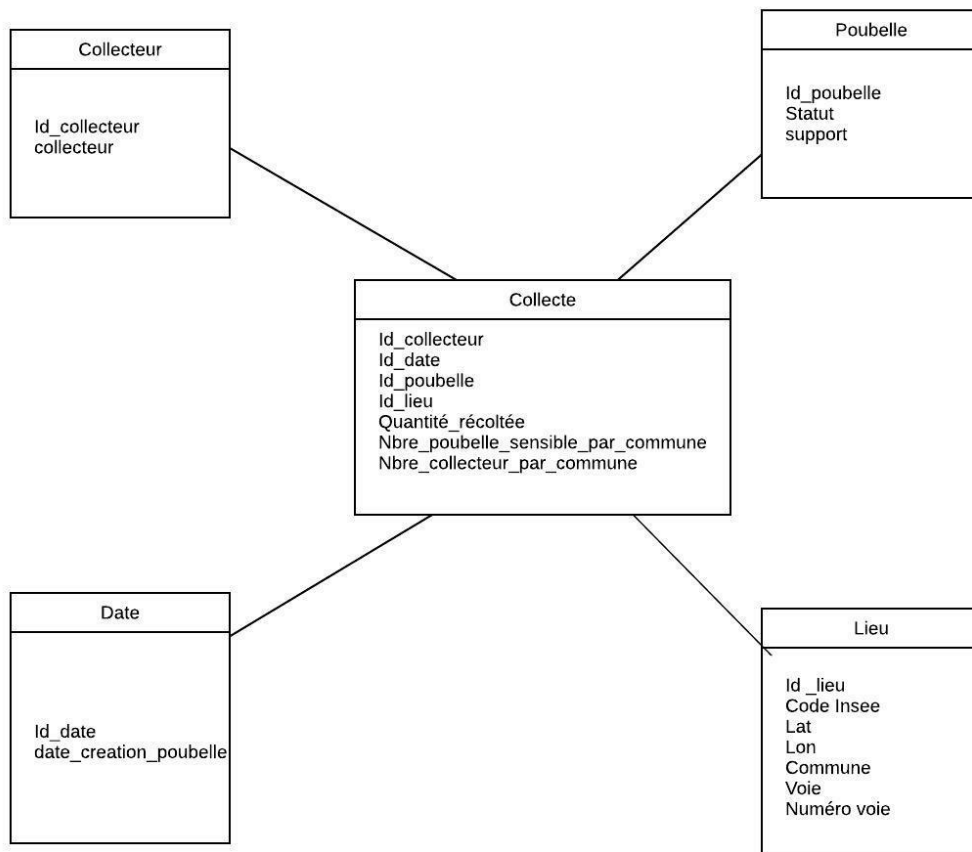 Collecteur
Id_collecteur
collecteur
Poubelle
Id_poubelle
Statut
support
Collecte
Id_collecteur
Id_date
Id_poubelle
Id_lieu
Quantité_récoltée
Nbre_poubelle_sensible_par_commune
Nbre_collecteur_par_commune
Date
Id_date
date_creation_poubelle
Lieu
Id _lieu
Code Insee
Lat
Lon
Commune
Voie
Numéro voie